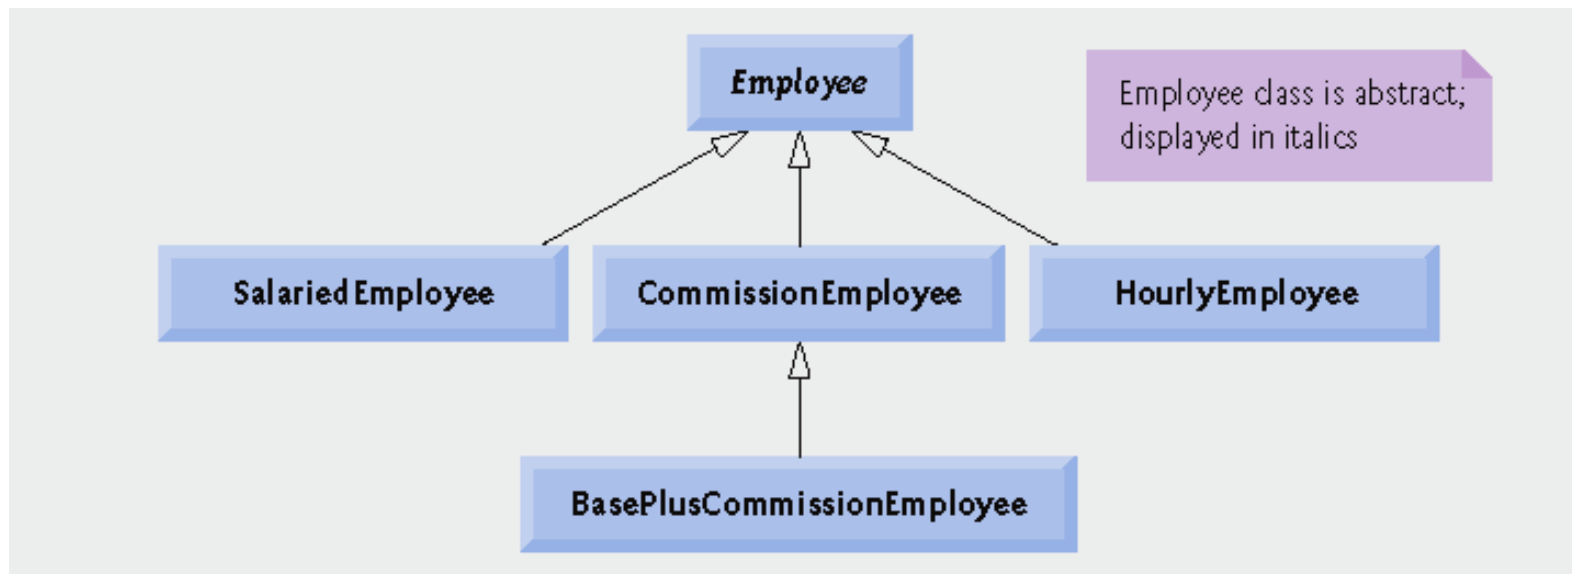 Employee
Employee class is abstract;
displayed in italics
SalariedEmployee
CommissionEmployee
HourlyEmployee
BasePlusCommissionEmployee